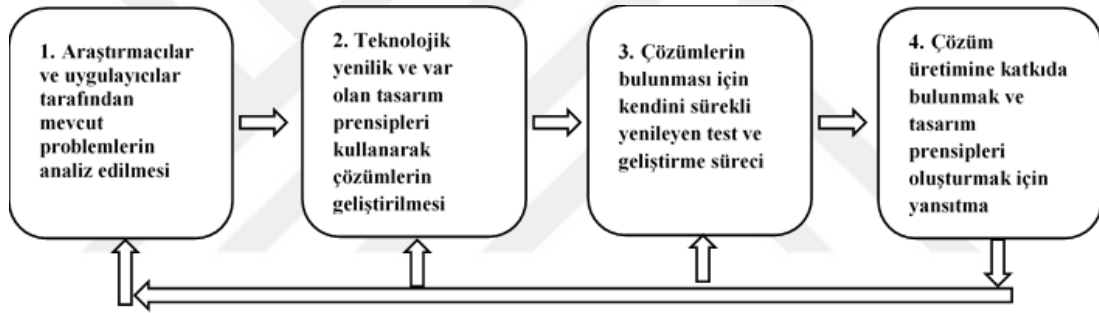 1. Araştırmacılar
ve uygulayıcılar
tarafından
mevcut
problemlerin
analiz edilmesi
2. Teknolojik
yenilik ve var
olan tasarım
prensipleri
kullanarak
çözümlerin
geliştirilmesi
3. Çözümlerin
bulunması için
kendini sürekli
yenileyen test ve
geliştirme süreci
4. Çözüm
üretimine katkıda
bulunmak ve
tasarım
prensipleri
oluşturmak için
yansıtma